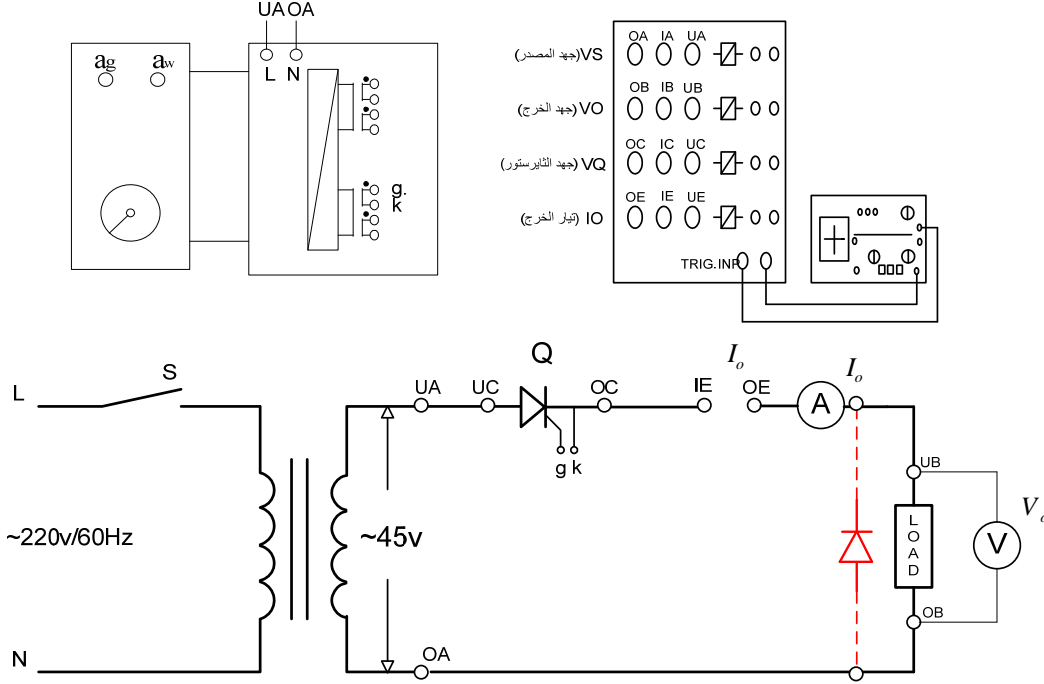 UA OA
L N
ag aw
g.
k
OA IA UA
VS(جهد المصدر)
OB IB UB
VO (جهد الخرج)
OC IC UC
VQ (جهد الثايرستور)
OE IE UE
IO (تيار الخرج)
TRIG.INP
L
S
UA
UC
Q
g k
OC
IE
Io
OE
A
Io
UB
~220v/60Hz
~45v
LOAD
V
Vo
OB
N
OA